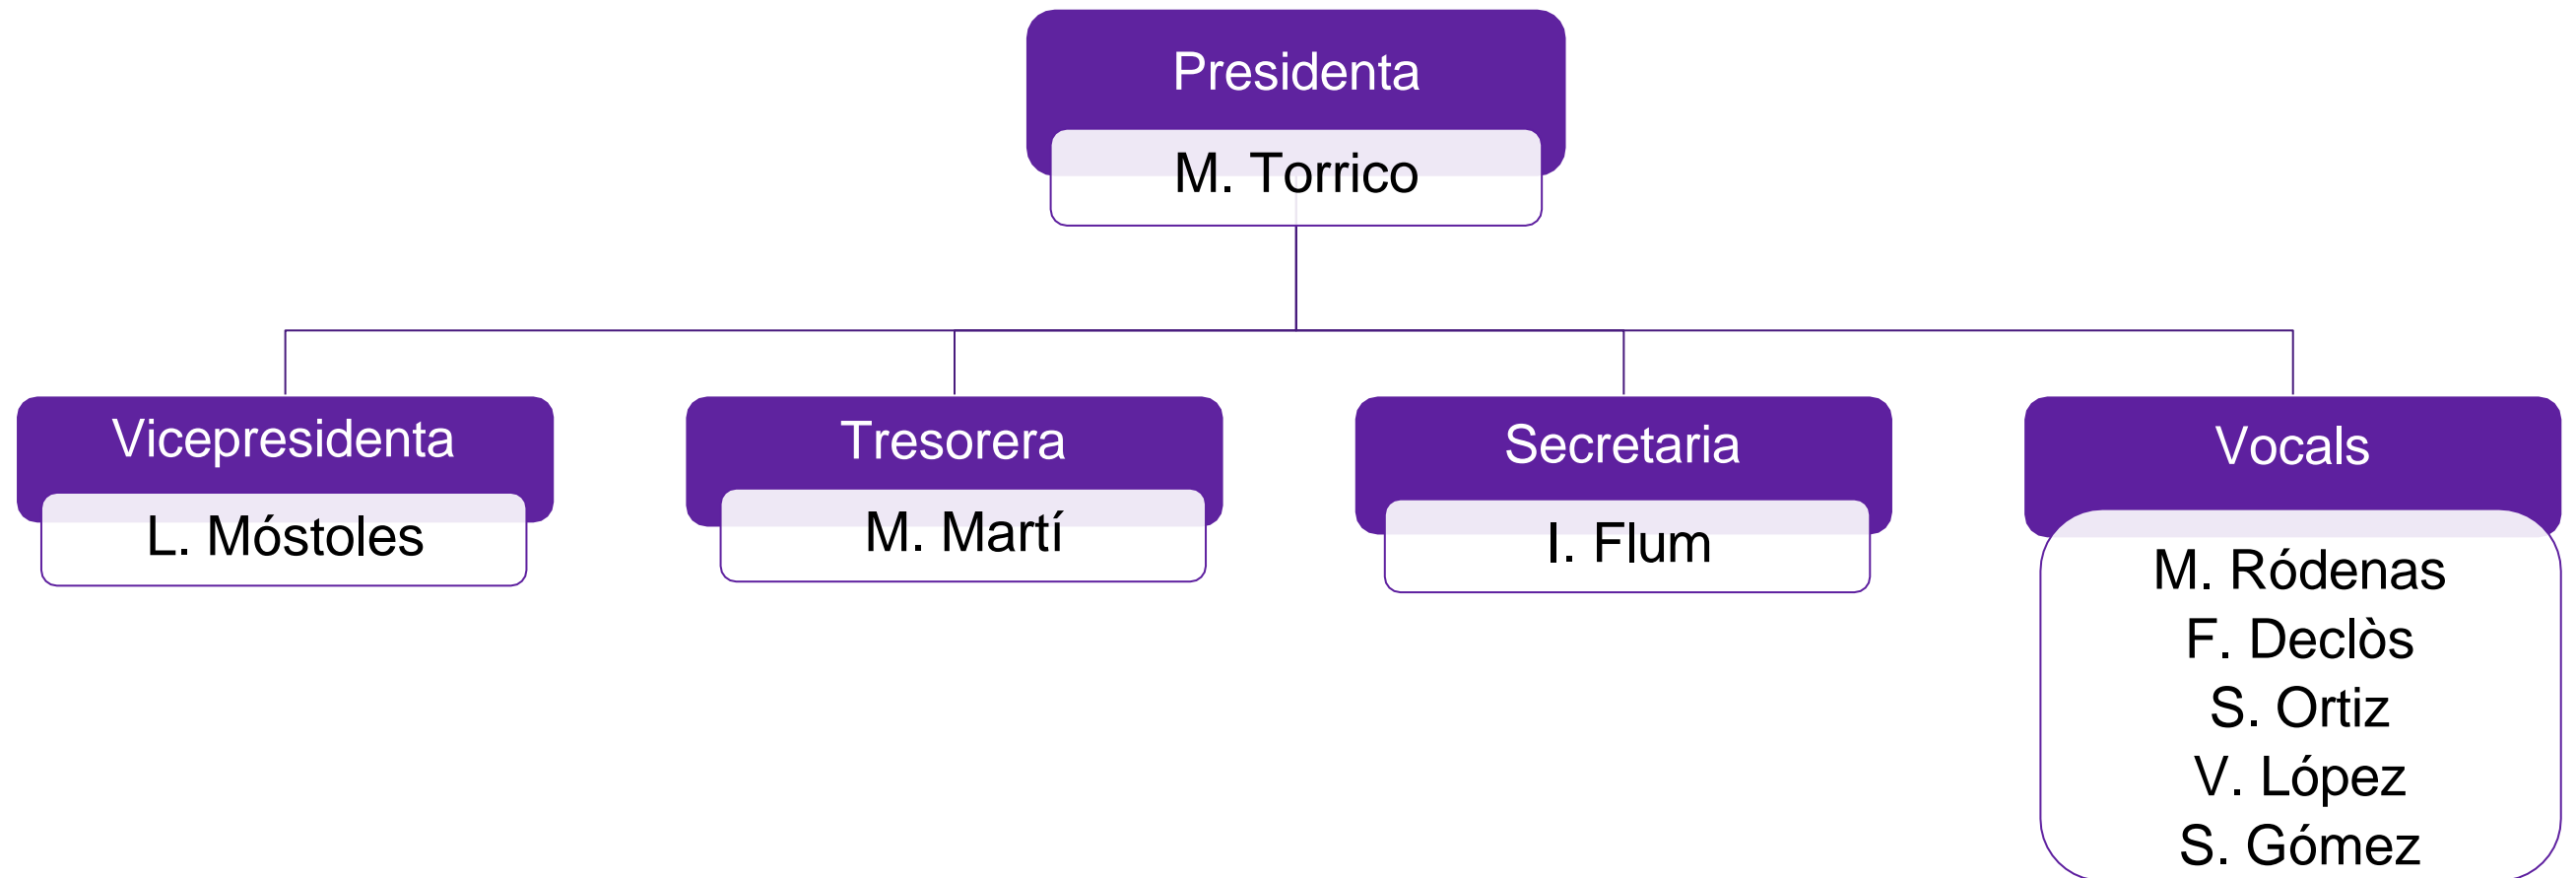 Presidenta
M. Torrico
Vicepresidenta
L. Móstoles
Tresorera
M. Martí
Secretaria
I. Flum
Vocals
M. Ródenas
F. Declòs
S. Ortiz
V. López
S. Gómez